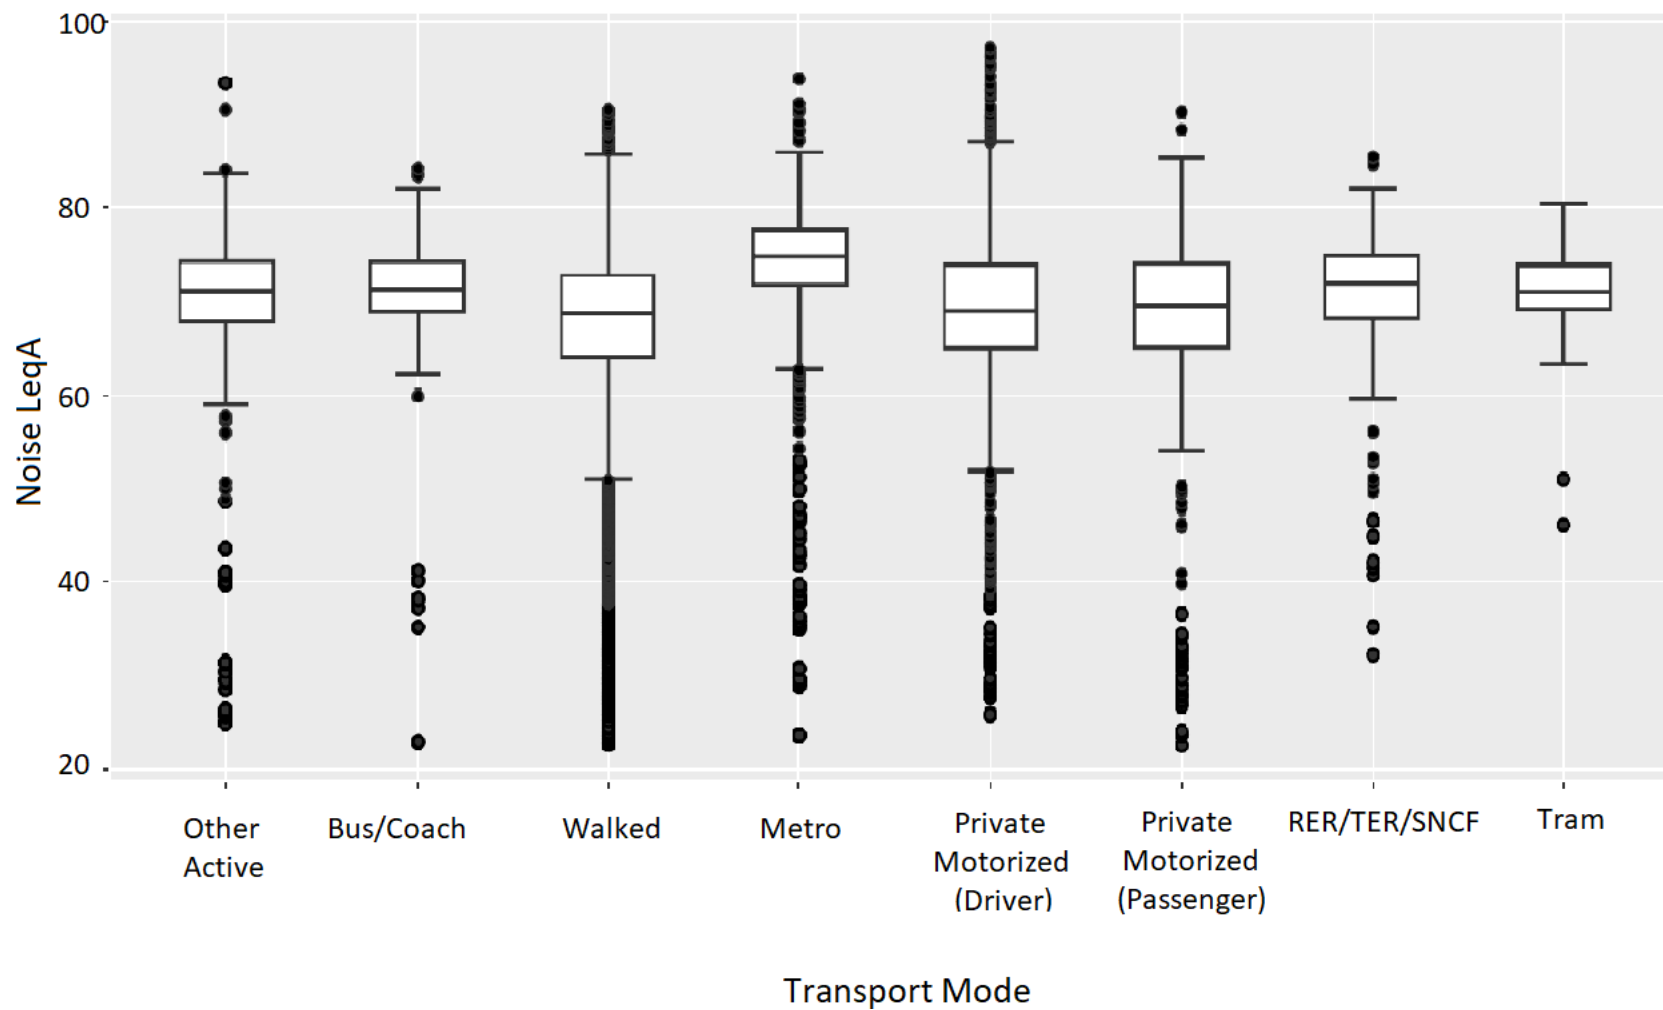 100
80
60
40
20
Noise LeqA
Other
Active
Bus/Coach
Walked
Metro
Private
Motorized
(Driver)
Private
Motorized
(Passenger)
RER/TER/SNCF
Tram
Transport Mode